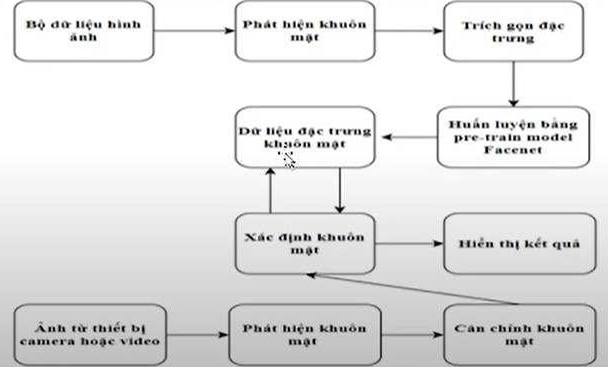 Bộ dữ liệu hình
ảnh
Phát hiện khuôn
mặt
Trích gọn đặc
trưng
Dữ liệu đặc trưng
khuôn mặt
Huấn luyện bằng
pre-train model
Facenet
Xác định khuôn
mặt
Hiển thị kết quả
Ảnh từ thiết bị
camera hoặc video
Phát hiện khuôn
mặt
Căn chỉnh khuôn
mặt